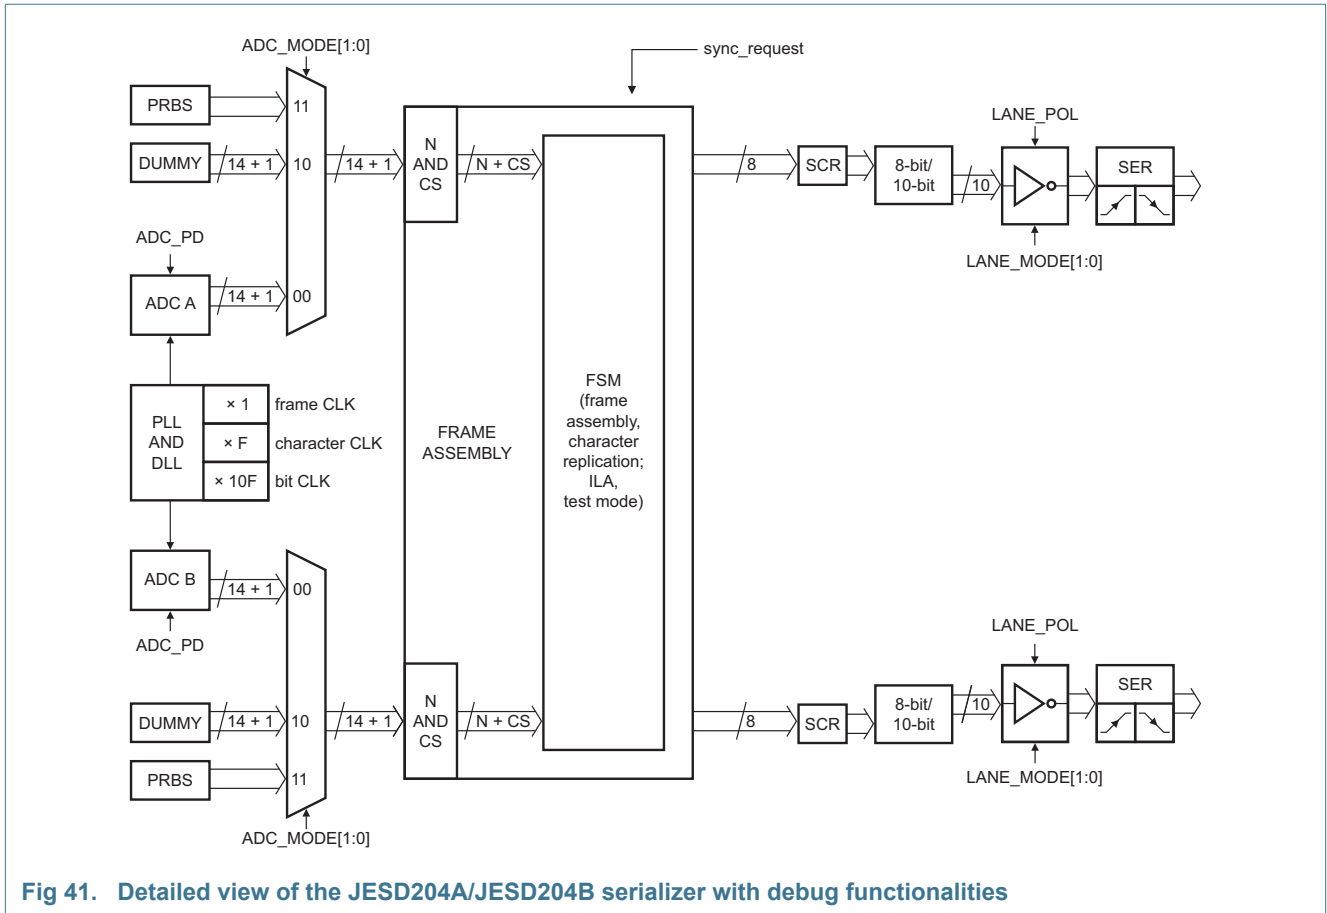 ADC_MODE[1:0]
sync_request
PRBS
11
DUMMY
14 + 1
10
14 + 1
N
AND
CS
N + CS
8
SCR
8-bit/
10-bit
10
LANE_POL
LANE_MODE[1:0]
SER
ADC_PD
ADC A
14 + 1
00
PLL
AND
DLL
× 1
frame CLK
× F
character CLK
× 10F
bit CLK
FRAME
ASSEMBLY
FSM
(frame
assembly,
character
replication;
ILA,
test mode)
ADC B
14 + 1
00
ADC_PD
DUMMY
14 + 1
10
14 + 1
N
AND
CS
N + CS
8
SCR
8-bit/
10-bit
10
LANE_POL
LANE_MODE[1:0]
SER
PRBS
11
ADC_MODE[1:0]
Fig 41. Detailed view of the JESD204A/JESD204B serializer with debug functionalities